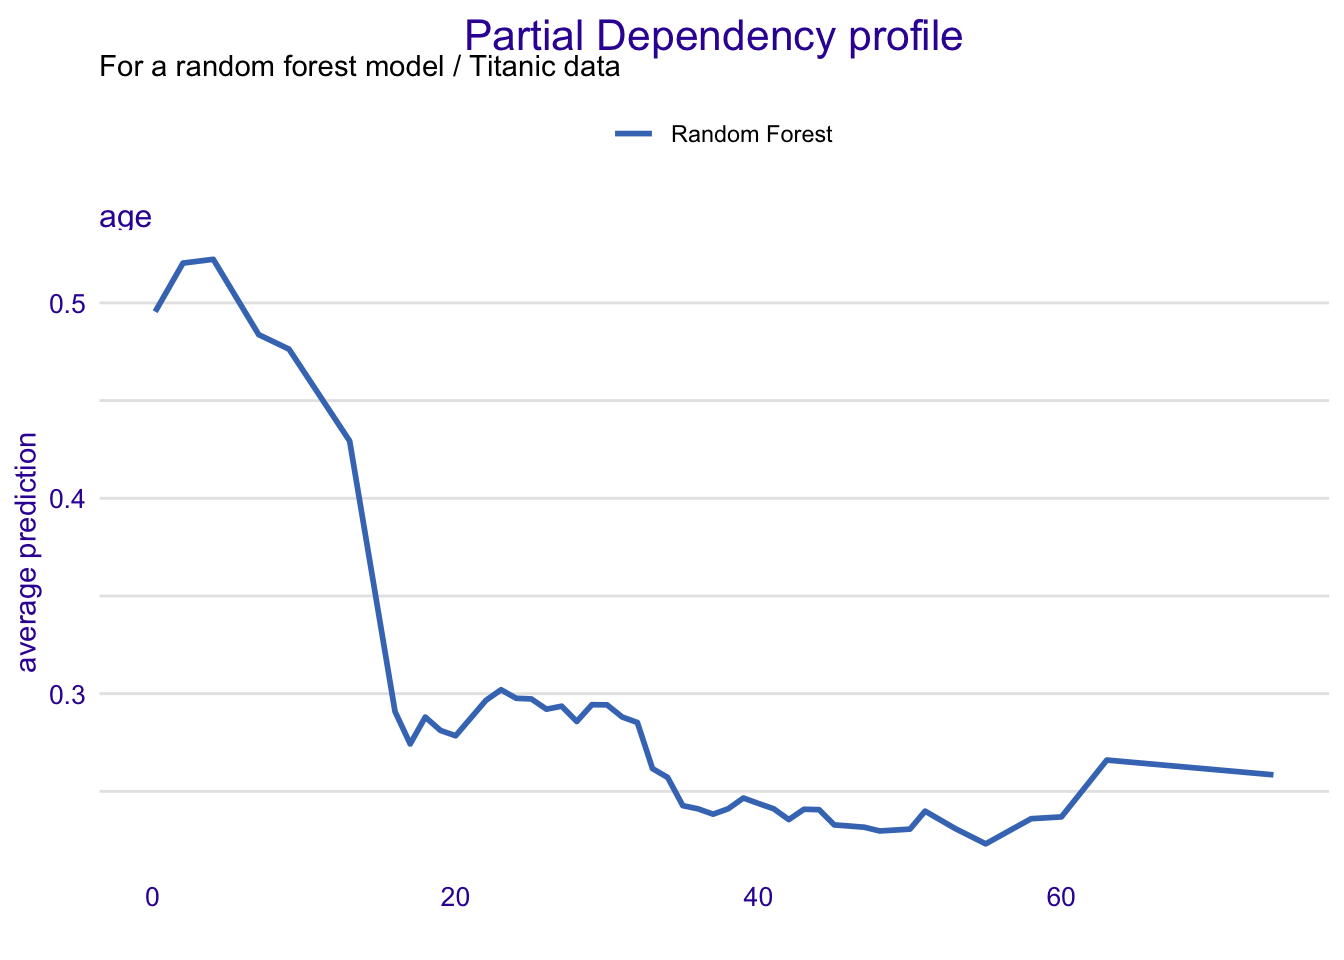 Partial Dependency profile
For a random forest model / Titanic data
Random Forest
age
0.5
0.4
0.3
average prediction
0 20 40 60